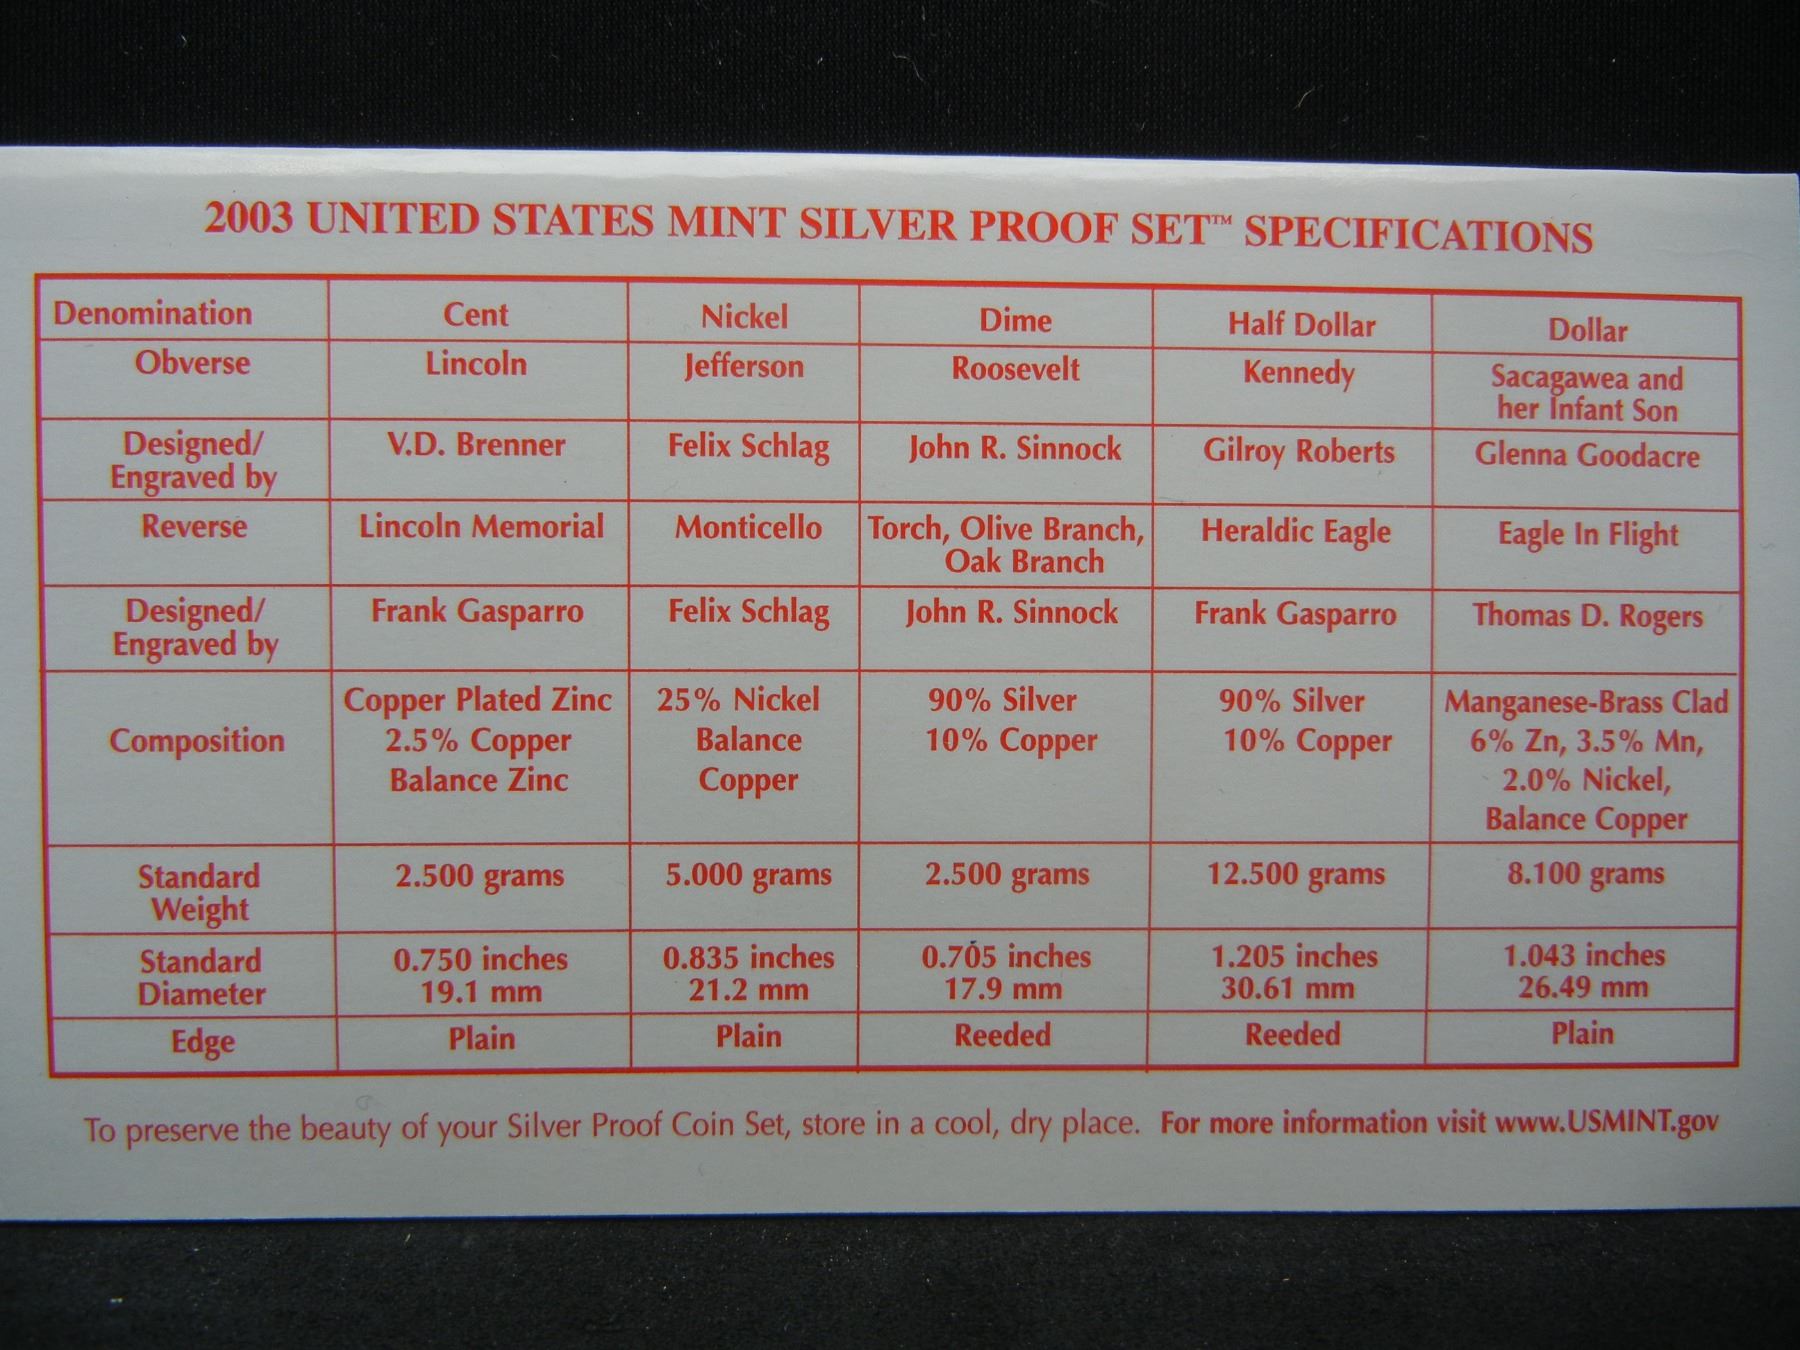 2003 UNITED STATES MINT SILVER PROOF SET™ SPECIFICATIONS
Denomination Cent Nickel Dime Half Dollar Dollar
Obverse Lincoln Jefferson Roosevelt Kennedy Sacagawea and
her Infant Son
Designed/ V.D. Brenner Felix Schlag John R. Sinnock Gilroy Roberts Glenna Goodacre
Engraved by
Reverse Lincoln Memorial Monticello Torch, Olive Branch, Heraldic Eagle Eagle In Flight
Oak Branch
Designed/ Frank Gasparro Felix Schlag John R. Sinnock Frank Gasparro Thomas D. Rogers
Engraved by
Copper Plated Zinc 25% Nickel 90% Silver 90% Silver Manganese-Brass Clad
Composition 2.5% Copper Balance 10% Copper 10% Copper 6% Zn, 3.5% Mn,
Balance Zinc Copper 2.0% Nickel,
Balance Copper
Standard 2.500 grams 5.000 grams 2.500 grams 12.500 grams 8.100 grams
Weight
Standard 0.750 inches 0.835 inches 0.705 inches 1.205 inches 1.043 inches
Diameter 19.1 mm 21.2 mm 17.9 mm 30.61 mm 26.49 mm
Edge Plain Plain Reeded Reeded Plain
To preserve the beauty of your Silver Proof Coin Set, store in a cool, dry place. For more information visit www.USMINT.gov